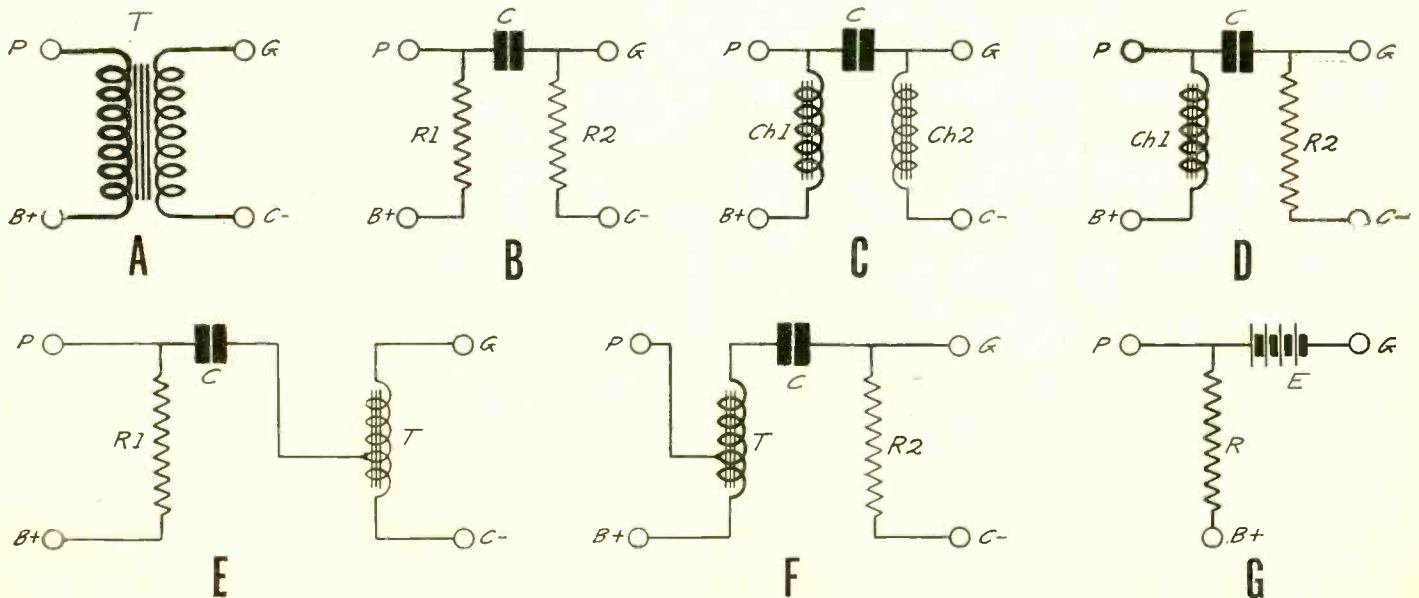 T
P G
B+ C-
A
C
P G
R1 R2
B+ C-
B
C
P G
Ch1 Ch2
B+ C-
C
C
P G
Ch1 R2
B+ C-
D
P G
C
R1 T
B+ C-
E
P G
C
T R2
B+ C-
F
P G
E
R
B+
G